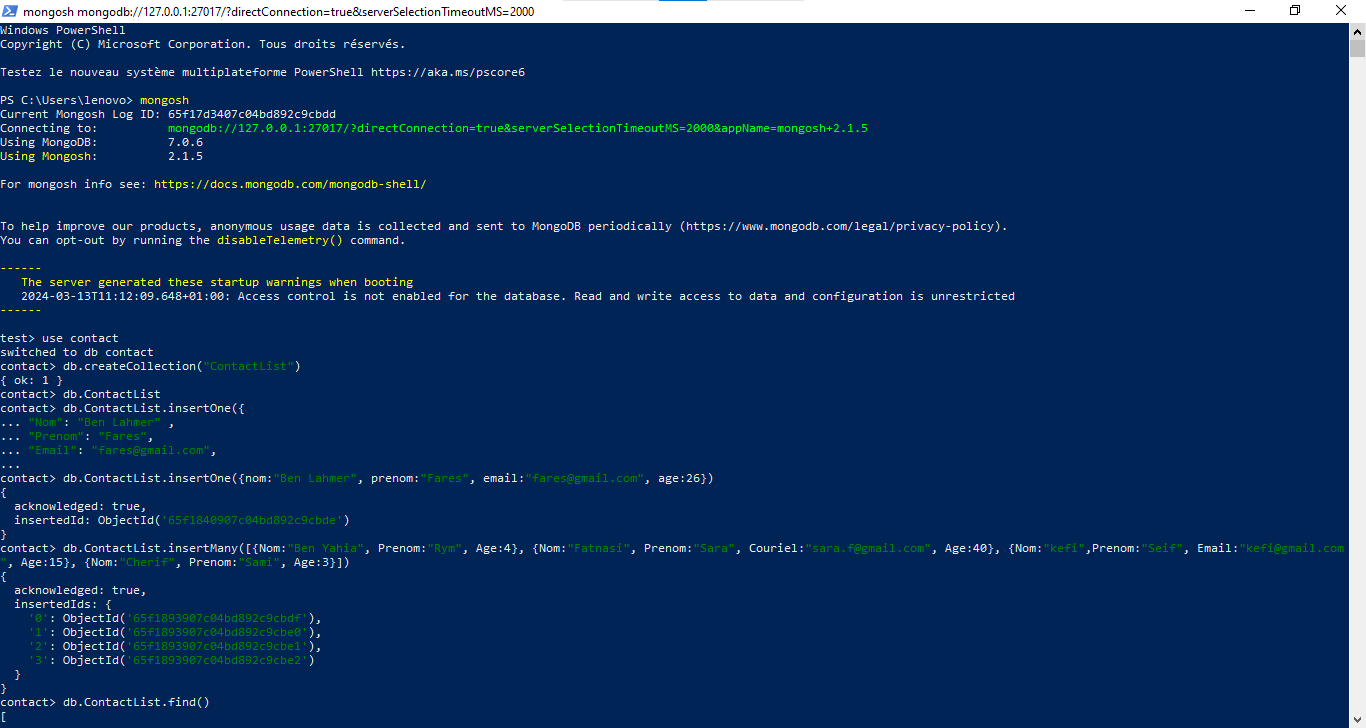 mongosh mongodb://127.0.0.1:27017/?directConnection=true&serverSelectionTimeoutMS=2000
Windows PowerShell
Copyright (C) Microsoft Corporation. Tous droits réservés.
Testez le nouveau système multiplateforme PowerShell https://aka.ms/pscore6
PS C:\Users\lenovo> mongosh
Current Mongosh Log ID: 65f17d3407c04bd892c9cbdd
Connecting to:          mongodb://127.0.0.1:27017/?directConnection=true&serverSelectionTimeoutMS=2000&appName=mongosh+2.1.5
Using MongoDB:          7.0.6
Using Mongosh:          2.1.5
For mongosh info see: https://docs.mongodb.com/mongodb-shell/
To help improve our products, anonymous usage data is collected and sent to MongoDB periodically (https://www.mongodb.com/legal/privacy-policy).
You can opt-out by running the disableTelemetry() command.
------
   The server generated these startup warnings when booting
   2024-03-13T11:12:09.648+01:00: Access control is not enabled for the database. Read and write access to data and configuration is unrestricted
------
test> use contact
switched to db contact
contact> db.createCollection("ContactList")
{ ok: 1 }
contact> db.ContactList
contact> db.ContactList.insertOne({
... "Nom": "Ben Lahmer" ,
... "Prenom": "Fares",
... "Email": "fares@gmail.com",
...
contact> db.ContactList.insertOne({nom:"Ben Lahmer", prenom:"Fares", email:"fares@gmail.com", age:26})
{
  acknowledged: true,
  insertedId: ObjectId('65f1840907c04bd892c9cbde')
}
contact> db.ContactList.insertMany([{Nom:"Ben Yahia", Prenom:"Rym", Age:4}, {Nom:"Fatnasi", Prenom:"Sara", Couriel:"sara.f@gmail.com", Age:40}, {Nom:"kefi",Prenom:"Seif", Email:"kefi@gmail.com
", Age:15}, {Nom:"Cherif", Prenom:"Sami", Age:3}])
{
  acknowledged: true,
  insertedIds: {
    '0': ObjectId('65f1893907c04bd892c9cbdf'),
    '1': ObjectId('65f1893907c04bd892c9cbe0'),
    '2': ObjectId('65f1893907c04bd892c9cbe1'),
    '3': ObjectId('65f1893907c04bd892c9cbe2')
  }
}
contact> db.ContactList.find()
[